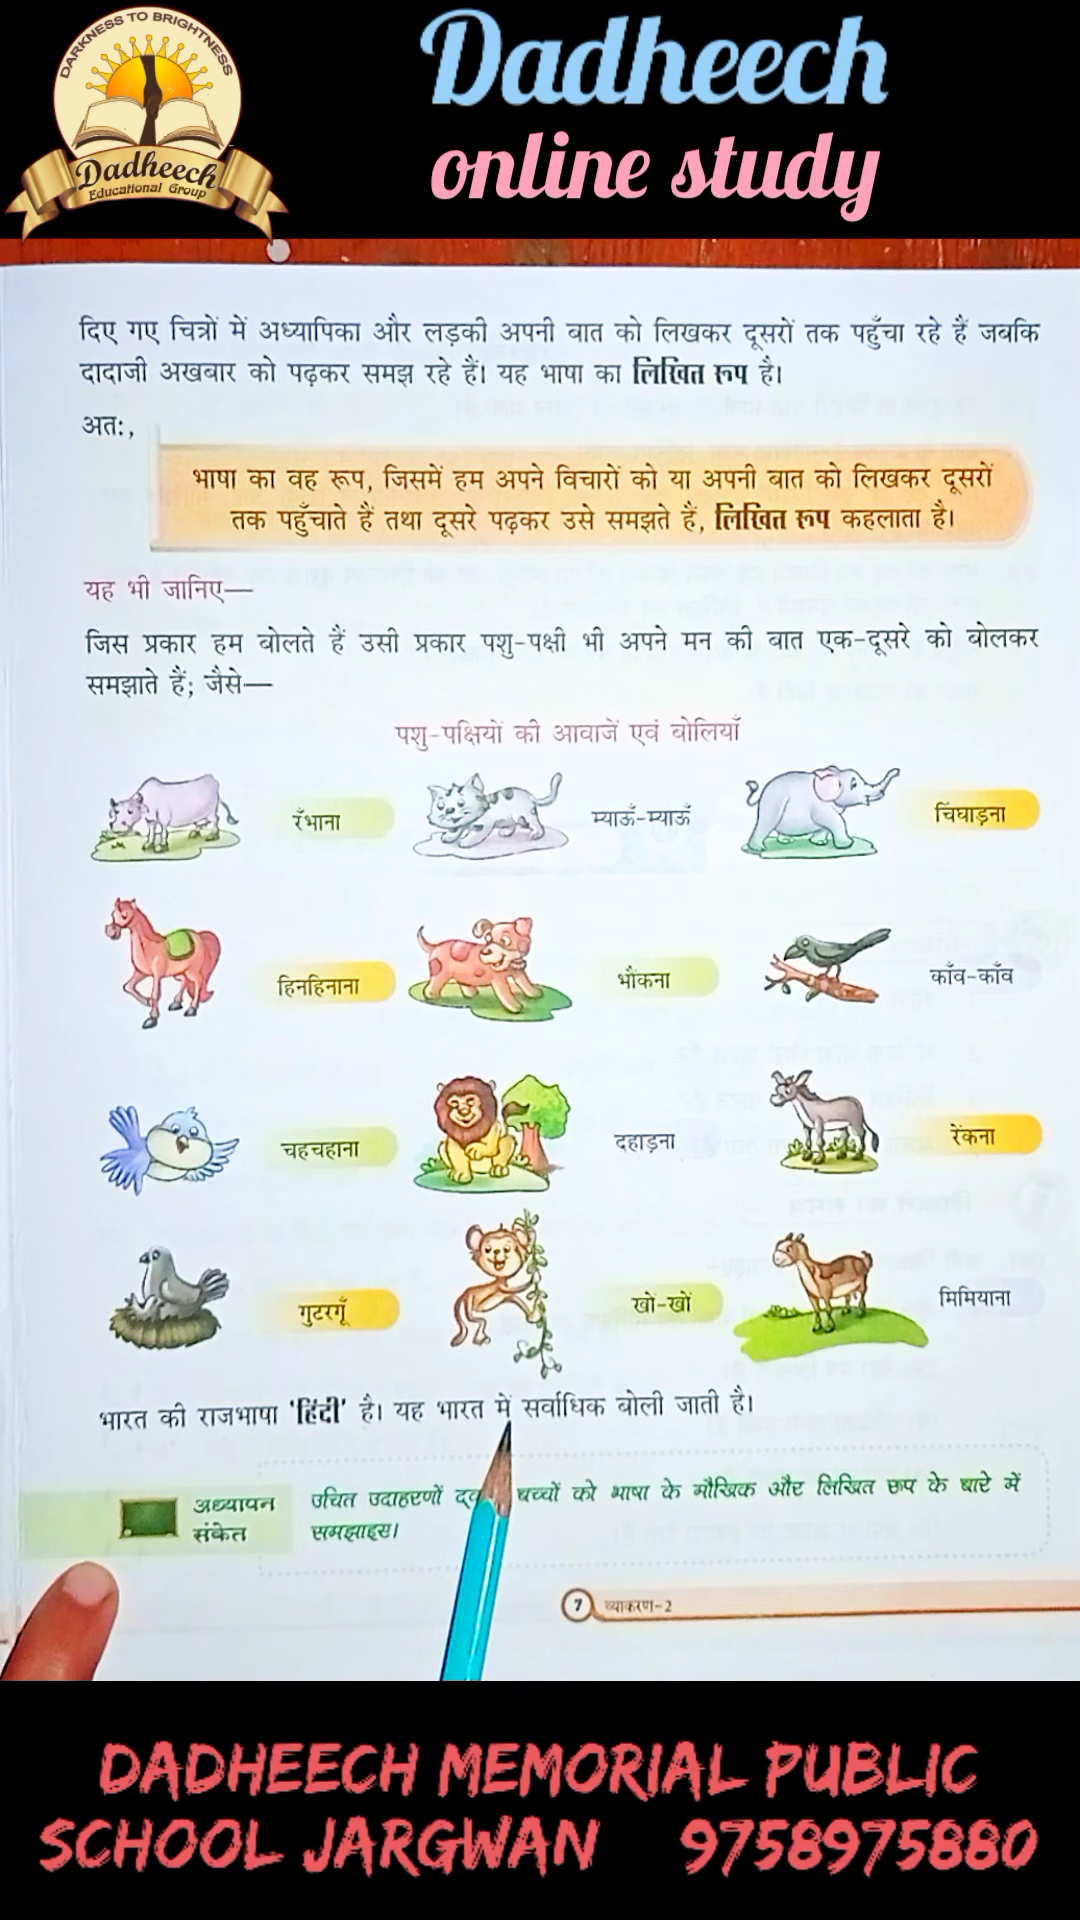 DARKNESS TO BRIGHTNESS
Dadheech
Educational Group
Dadheech
online study
दिए गए चित्रों में अध्यापिका और लड़की अपनी बात को लिखकर दूसरों तक पहुँचा रहे हैं जबकि
दादाजी अखबार को पढ़कर समझ रहे हैं। यह भाषा का लिखित रूप है।
अतः,
भाषा का वह रूप, जिसमें हम अपने विचारों को या अपनी बात को लिखकर दूसरों
तक पहुँचाते हैं तथा दूसरे पढ़कर उसे समझते हैं, लिखित रूप कहलाता है।
यह भी जानिए—
जिस प्रकार हम बोलते हैं उसी प्रकार पशु-पक्षी भी अपने मन की बात एक-दूसरे को बोलकर
समझाते हैं; जैसे—
पशु-पक्षियों की आवाजें एवं बोलियाँ
रँभाना
म्याऊँ-म्याऊँ
चिंघाड़ना
हिनहिनाना
भौंकना
काँव-काँव
चहचहाना
दहाड़ना
रेंकना
गुटरगूँ
खों-खों
मिमियाना
भारत की राजभाषा 'हिंदी' है। यह भारत में सर्वाधिक बोली जाती है।
अध्यापन
संकेत
उचित उदाहरणों बच्चों को भाषा के मौखिक और लिखित रूप के बारे में
समझाइए।
7 व्याकरण-2
DADHEECH MEMORIAL PUBLIC
SCHOOL JARGWAN 9758975880